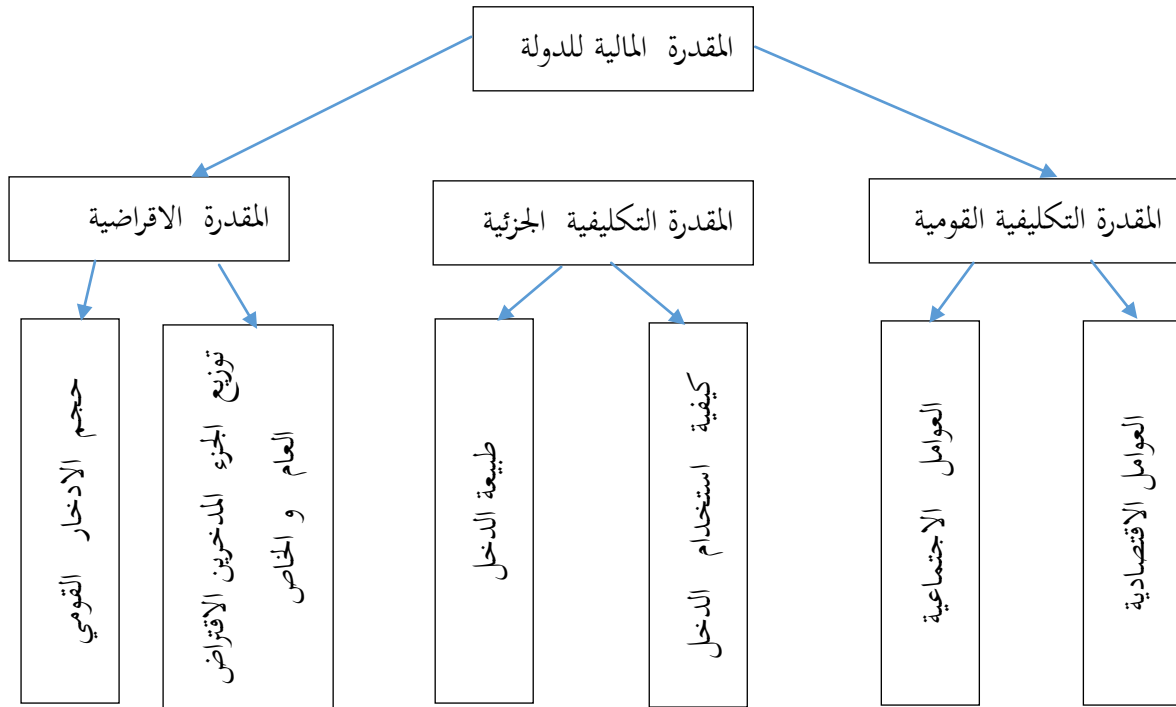 المقدرة المالية للدولة
المقدرة التكليفية القومية
المقدرة التكليفية الجزئية
المقدرة الاقراضية
العوامل الاقتصادية
العوامل الاجتماعية
كيفية استخدام الدخل
طبيعة الدخل
توزيع الجزء المدخرين الاقتراض
العام و الخاص
حجم الادخار القومي